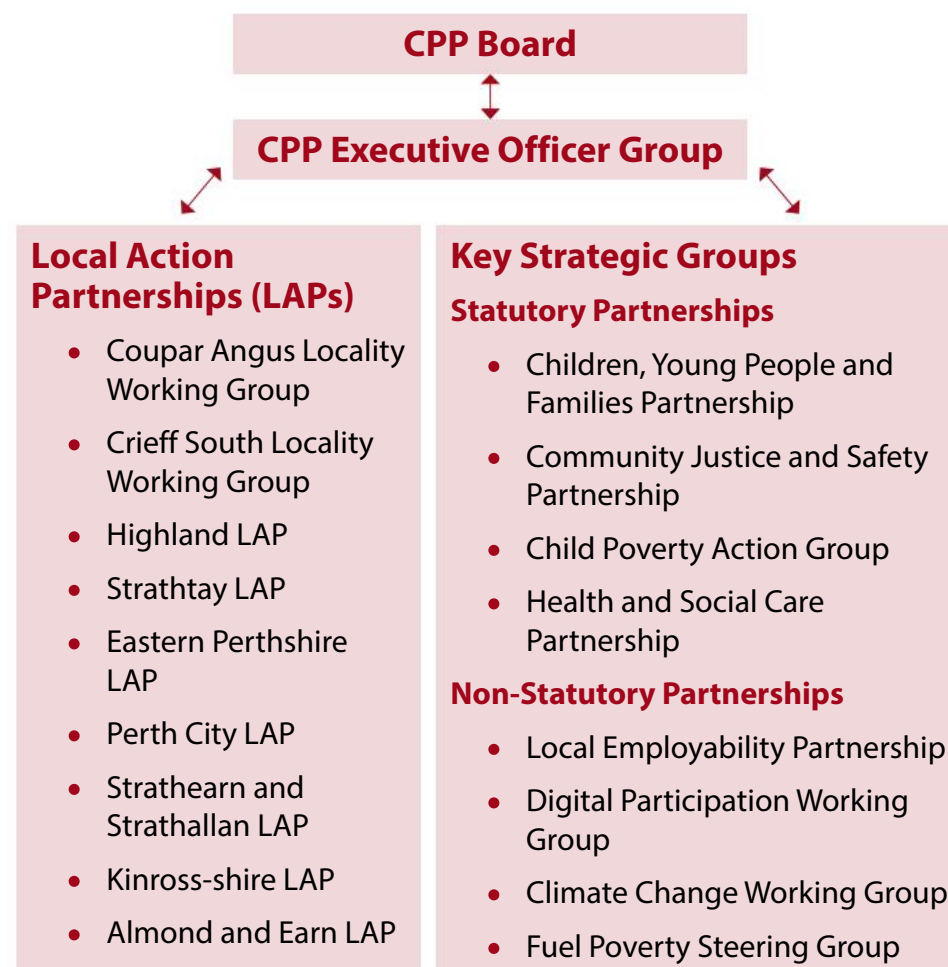 CPP Board
CPP Executive Officer Group
Local Action
Partnerships (LAPs)
• Coupar Angus Locality
Working Group
• Crieff South Locality
Working Group
• Highland LAP
• Strathtay LAP
• Eastern Perthshire
LAP
• Perth City LAP
• Strathearn and
Strathallan LAP
• Kinross-shire LAP
• Almond and Earn LAP
Key Strategic Groups
Statutory Partnerships
• Children, Young People and
Families Partnership
• Community Justice and Safety
Partnership
• Child Poverty Action Group
• Health and Social Care
Partnership
Non-Statutory Partnerships
• Local Employability Partnership
• Digital Participation Working
Group
• Climate Change Working Group
• Fuel Poverty Steering Group